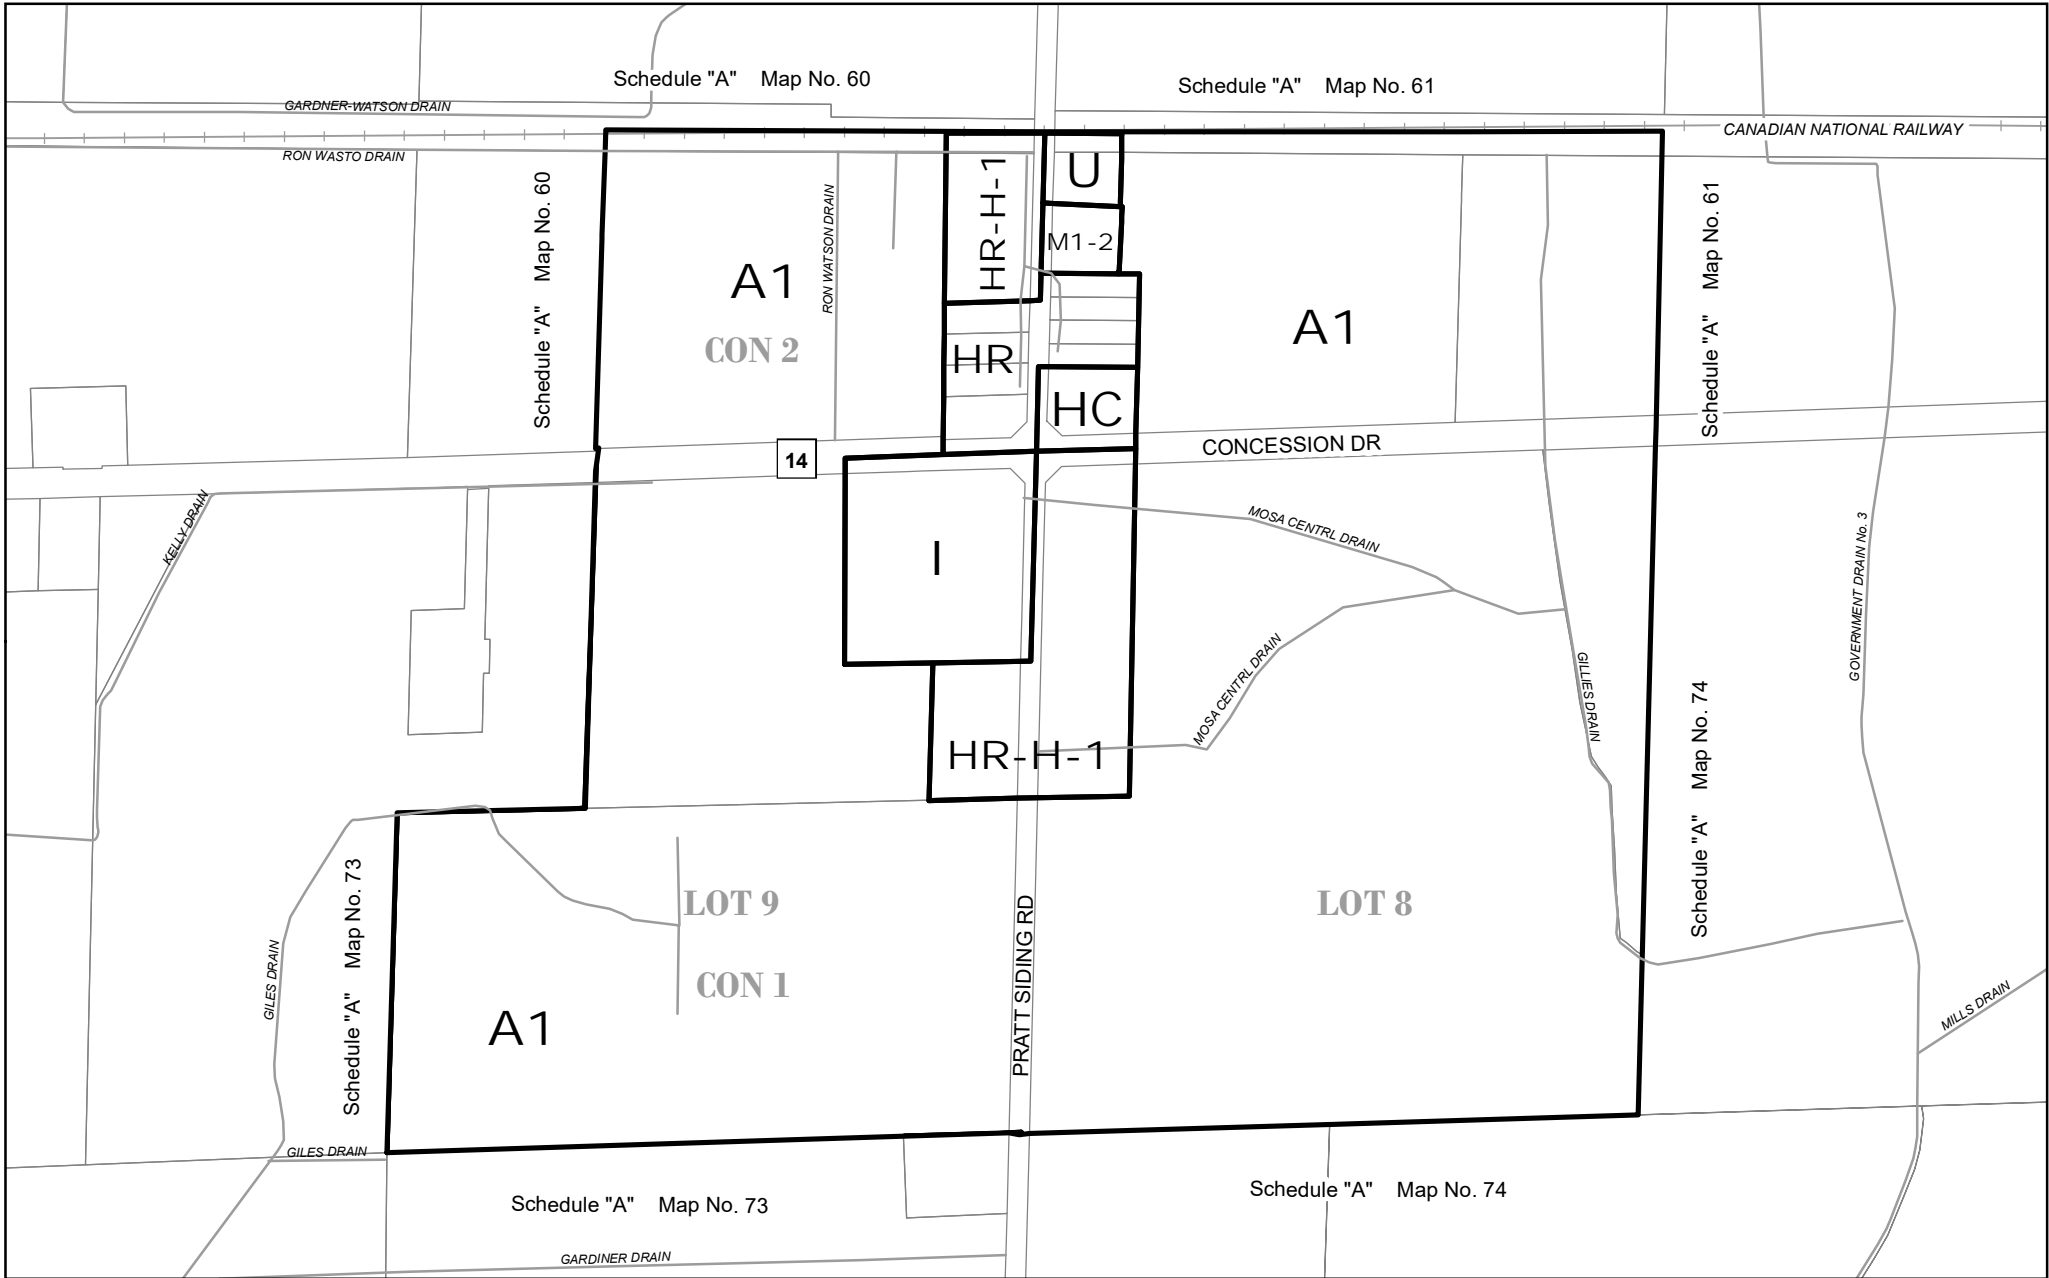 Schedule "A" Map No. 60
Schedule "A" Map No. 61
GARDNER-WATSON DRAIN
CANADIAN NATIONAL RAILWAY
RON WASTO DRAIN
Schedule "A" Map No. 60
A1
CON 2
RON WATSON DRAIN
HR-H-1
U
M1-2
HR
HC
A1
Schedule "A" Map No. 61
14
CONCESSION DR
KELLY DRAIN
I
MOSA CENTRL DRAIN
MOSA CENTRL DRAIN
GILLIES DRAIN
GOVERNMENT DRAIN No. 3
HR-H-1
Schedule "A" Map No. 74
Schedule "A" Map No. 73
LOT 9
LOT 8
CON 1
A1
PRATT SIDING RD
GILES DRAIN
MILLS DRAIN
GILES DRAIN
Schedule "A" Map No. 73
Schedule "A" Map No. 74
GARDINER DRAIN